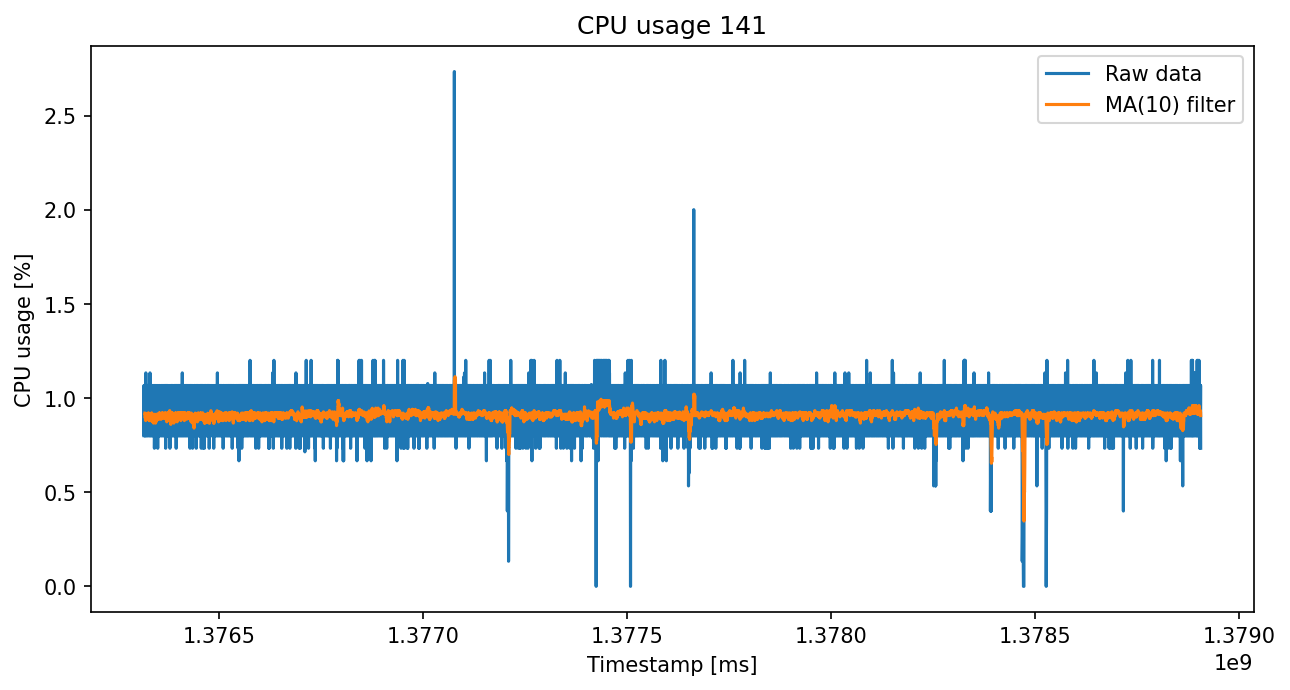 CPU usage 141
Raw data
MA(10) filter
CPU usage [%]
2.5
2.0
1.5
1.0
0.5
0.0
1.3765 1.3770 1.3775 1.3780 1.3785 1.3790
1e9
Timestamp [ms]